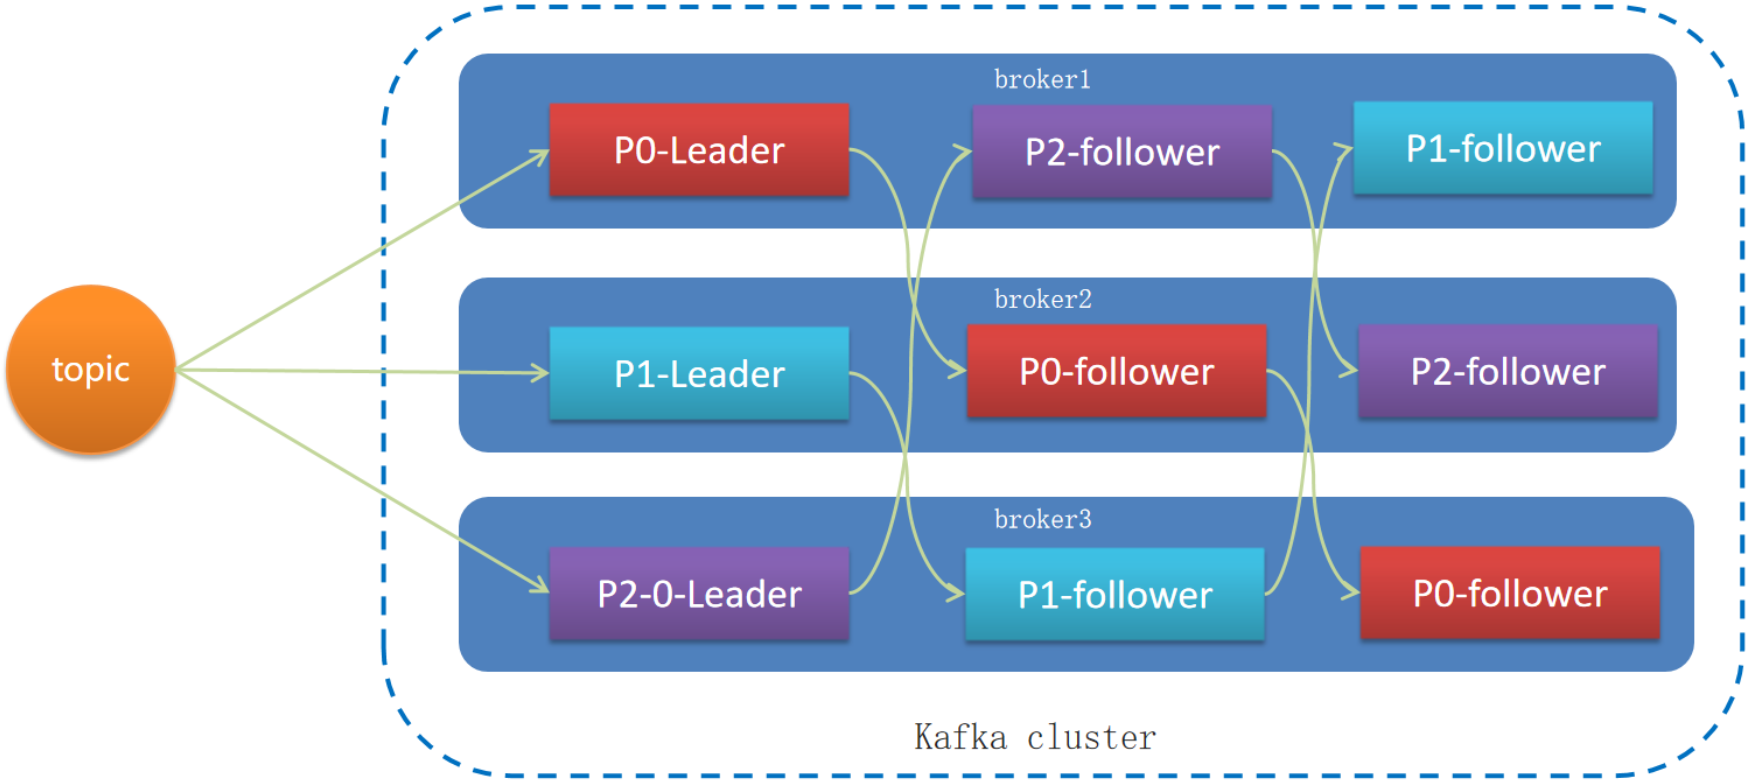 topic
broker1
P0-Leader
P2-follower
P1-follower
broker2
P1-Leader
P0-follower
P2-follower
broker3
P2-0-Leader
P1-follower
P0-follower
Kafka cluster